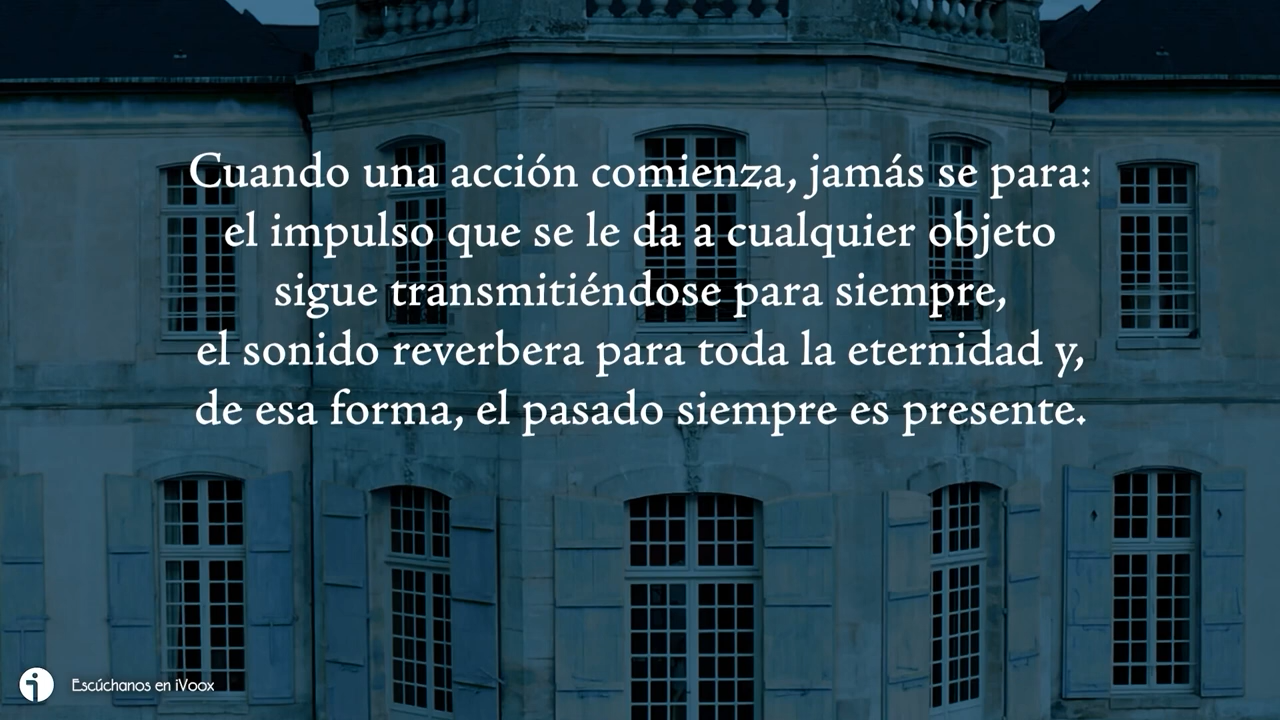 Cuando una acción comienza, jamás se para:
el impulso que se le da a cualquier objeto
sigue transmitiéndose para siempre,
el sonido reverbera para toda la eternidad y,
de esa forma, el pasado siempre es presente.
Escúchanos en iVoox